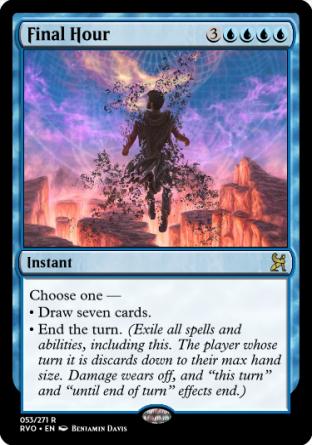 Final Hour 3
Instant
Choose one —
• Draw seven cards.
• End the turn. (Exile all spells and
abilities, including this. The player whose
turn it is discards down to their max hand
size. Damage wears off, and “this turn”
and “until end of turn” effects end.)
053/271 R
RVO • EN Benjamin Davis